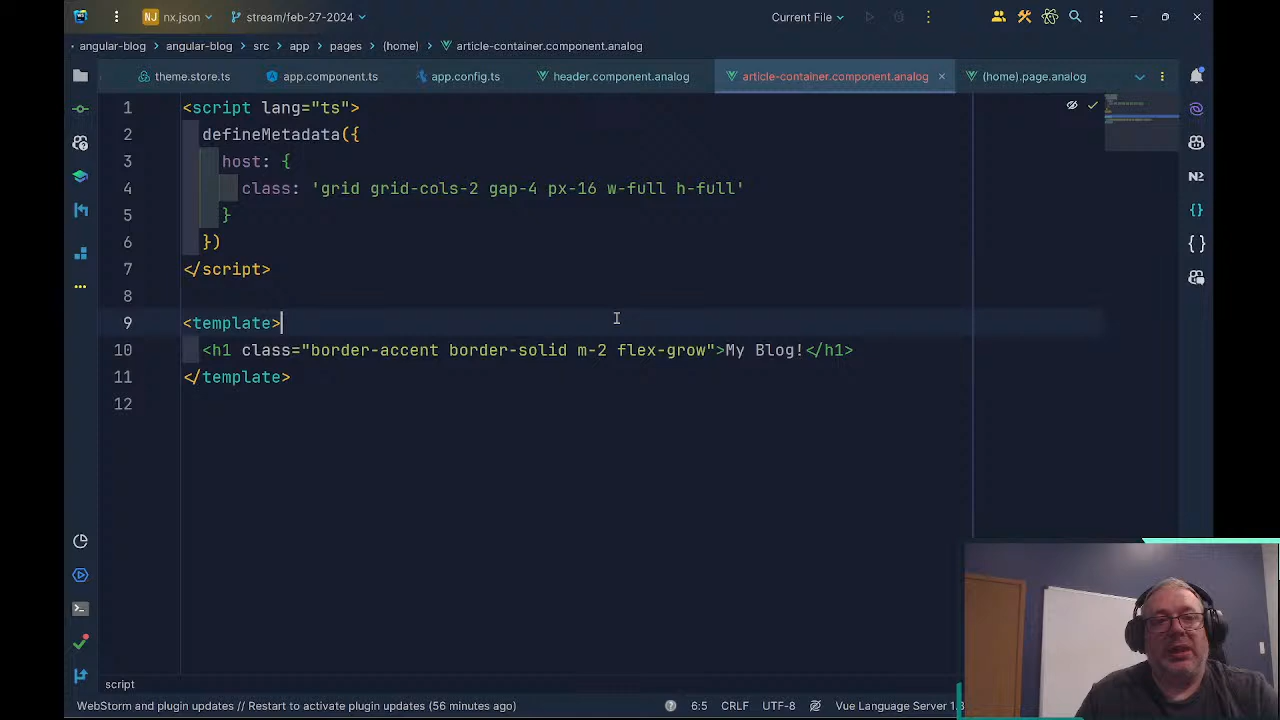 NJ nx.json
stream/feb-27-2024
Current File
angular-blog
angular-blog
src
app
pages
(home)
article-container.component.analog
theme.store.ts
app.component.ts
app.config.ts
header.component.analog
article-container.component.analog
(home).page.analog
1 <script lang="ts">
2 defineMetadata({
3 host: {
4 class: 'grid grid-cols-2 gap-4 px-16 w-full h-full'
5 }
6 })
7 </script>
8
9 <template>
10 <h1 class="border-accent border-solid m-2 flex-grow">My Blog!</h1>
11 </template>
12
N2
script
WebStorm and plugin updates // Restart to activate plugin updates (56 minutes ago)
6:5
CRLF
UTF-8
Vue Language Server